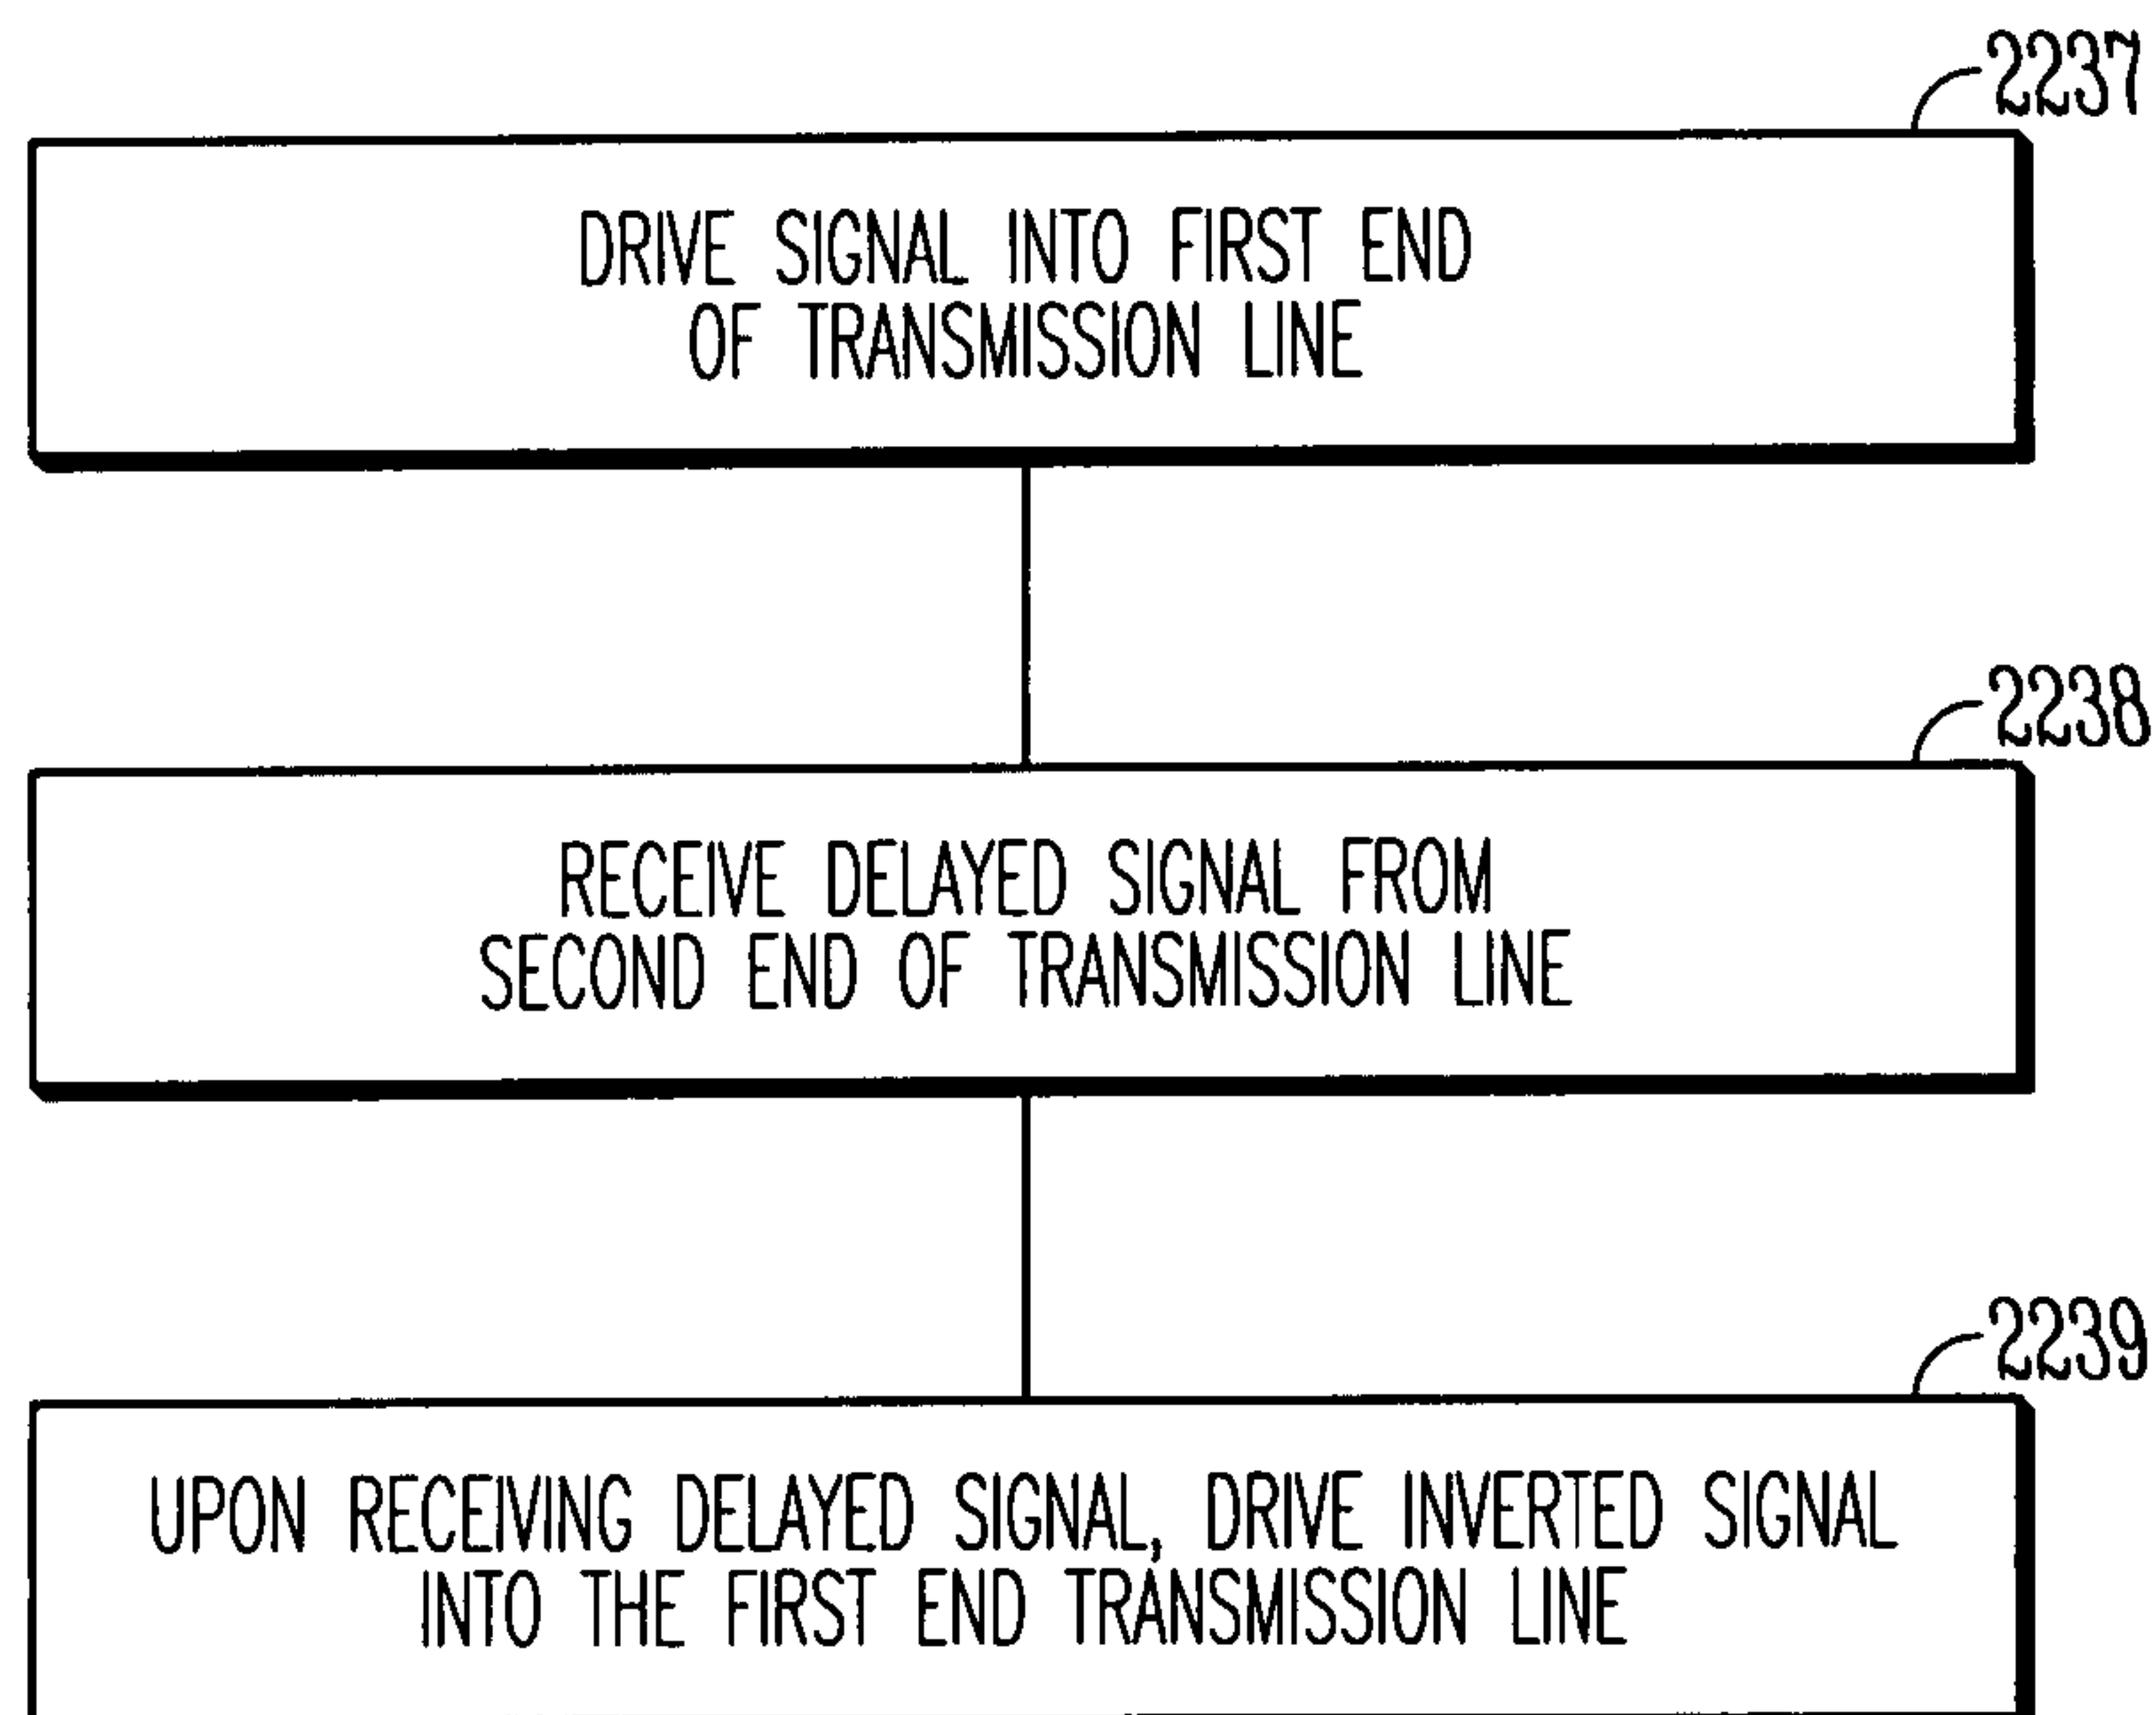 2237
DRIVE SIGNAL INTO FIRST END
OF TRANSMISSION LINE
2238
RECEIVE DELAYED SIGNAL FROM
SECOND END OF TRANSMISSION LINE
2239
UPON RECEIVING DELAYED SIGNAL, DRIVE INVERTED SIGNAL
INTO THE FIRST END TRANSMISSION LINE